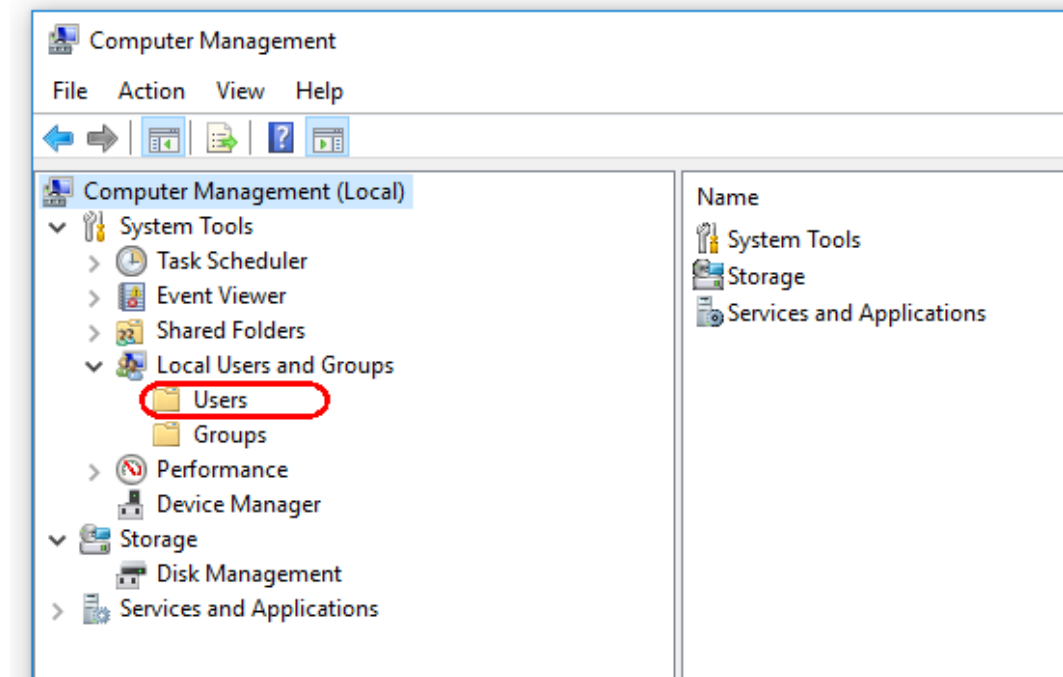 Computer Management
File Action View Help
Computer Management (Local)
System Tools
Task Scheduler
Event Viewer
Shared Folders
Local Users and Groups
Users
Groups
Performance
Device Manager
Storage
Disk Management
Services and Applications
Name
System Tools
Storage
Services and Applications